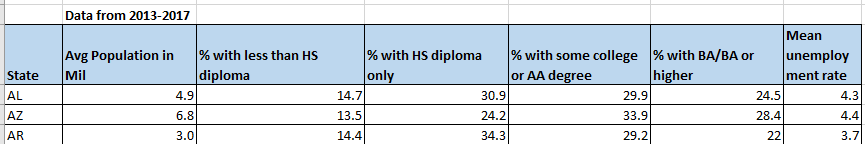 Data from 2013-2017
State
Avg Population in
Mil
% with less than HS
diploma
% with HS diploma
only
% with some college
or AA degree
% with BA/BA or
higher
Mean
unemploy
ment rate
AL 4.9 14.7 30.9 29.9 24.5 4.3
AZ 6.8 13.5 24.2 33.9 28.4 4.4
AR 3.0 14.4 34.3 29.2 22 3.7